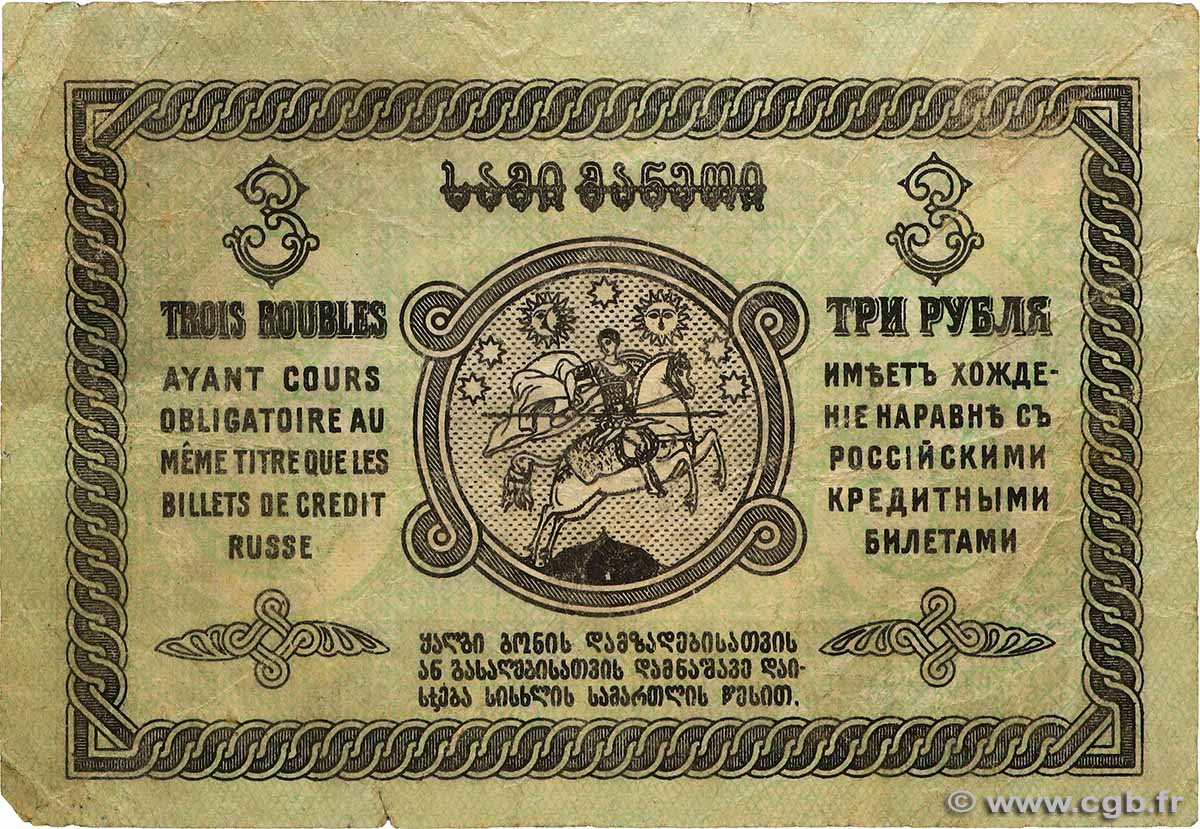 სამი მანეთი
3
3
TROIS ROUBLES
AYANT COURS
OBLIGATOIRE AU
MÊME TITRE QUE LES
BILLETS DE CREDIT
RUSSE
ТРИ РУБЛЯ
ИМѢЕТЪ ХОЖДЕ-
НІЕ НАРАВНѢ СЪ
РОССІЙСКИМИ
КРЕДИТНЫМИ
БИЛЕТАМИ
ყალბი ბონის დამზადებისათვის
ან გასაღებისათვის დამნაშავე დაი-
სჯება სისხლის სამართლის წესით.
© www.cgb.fr